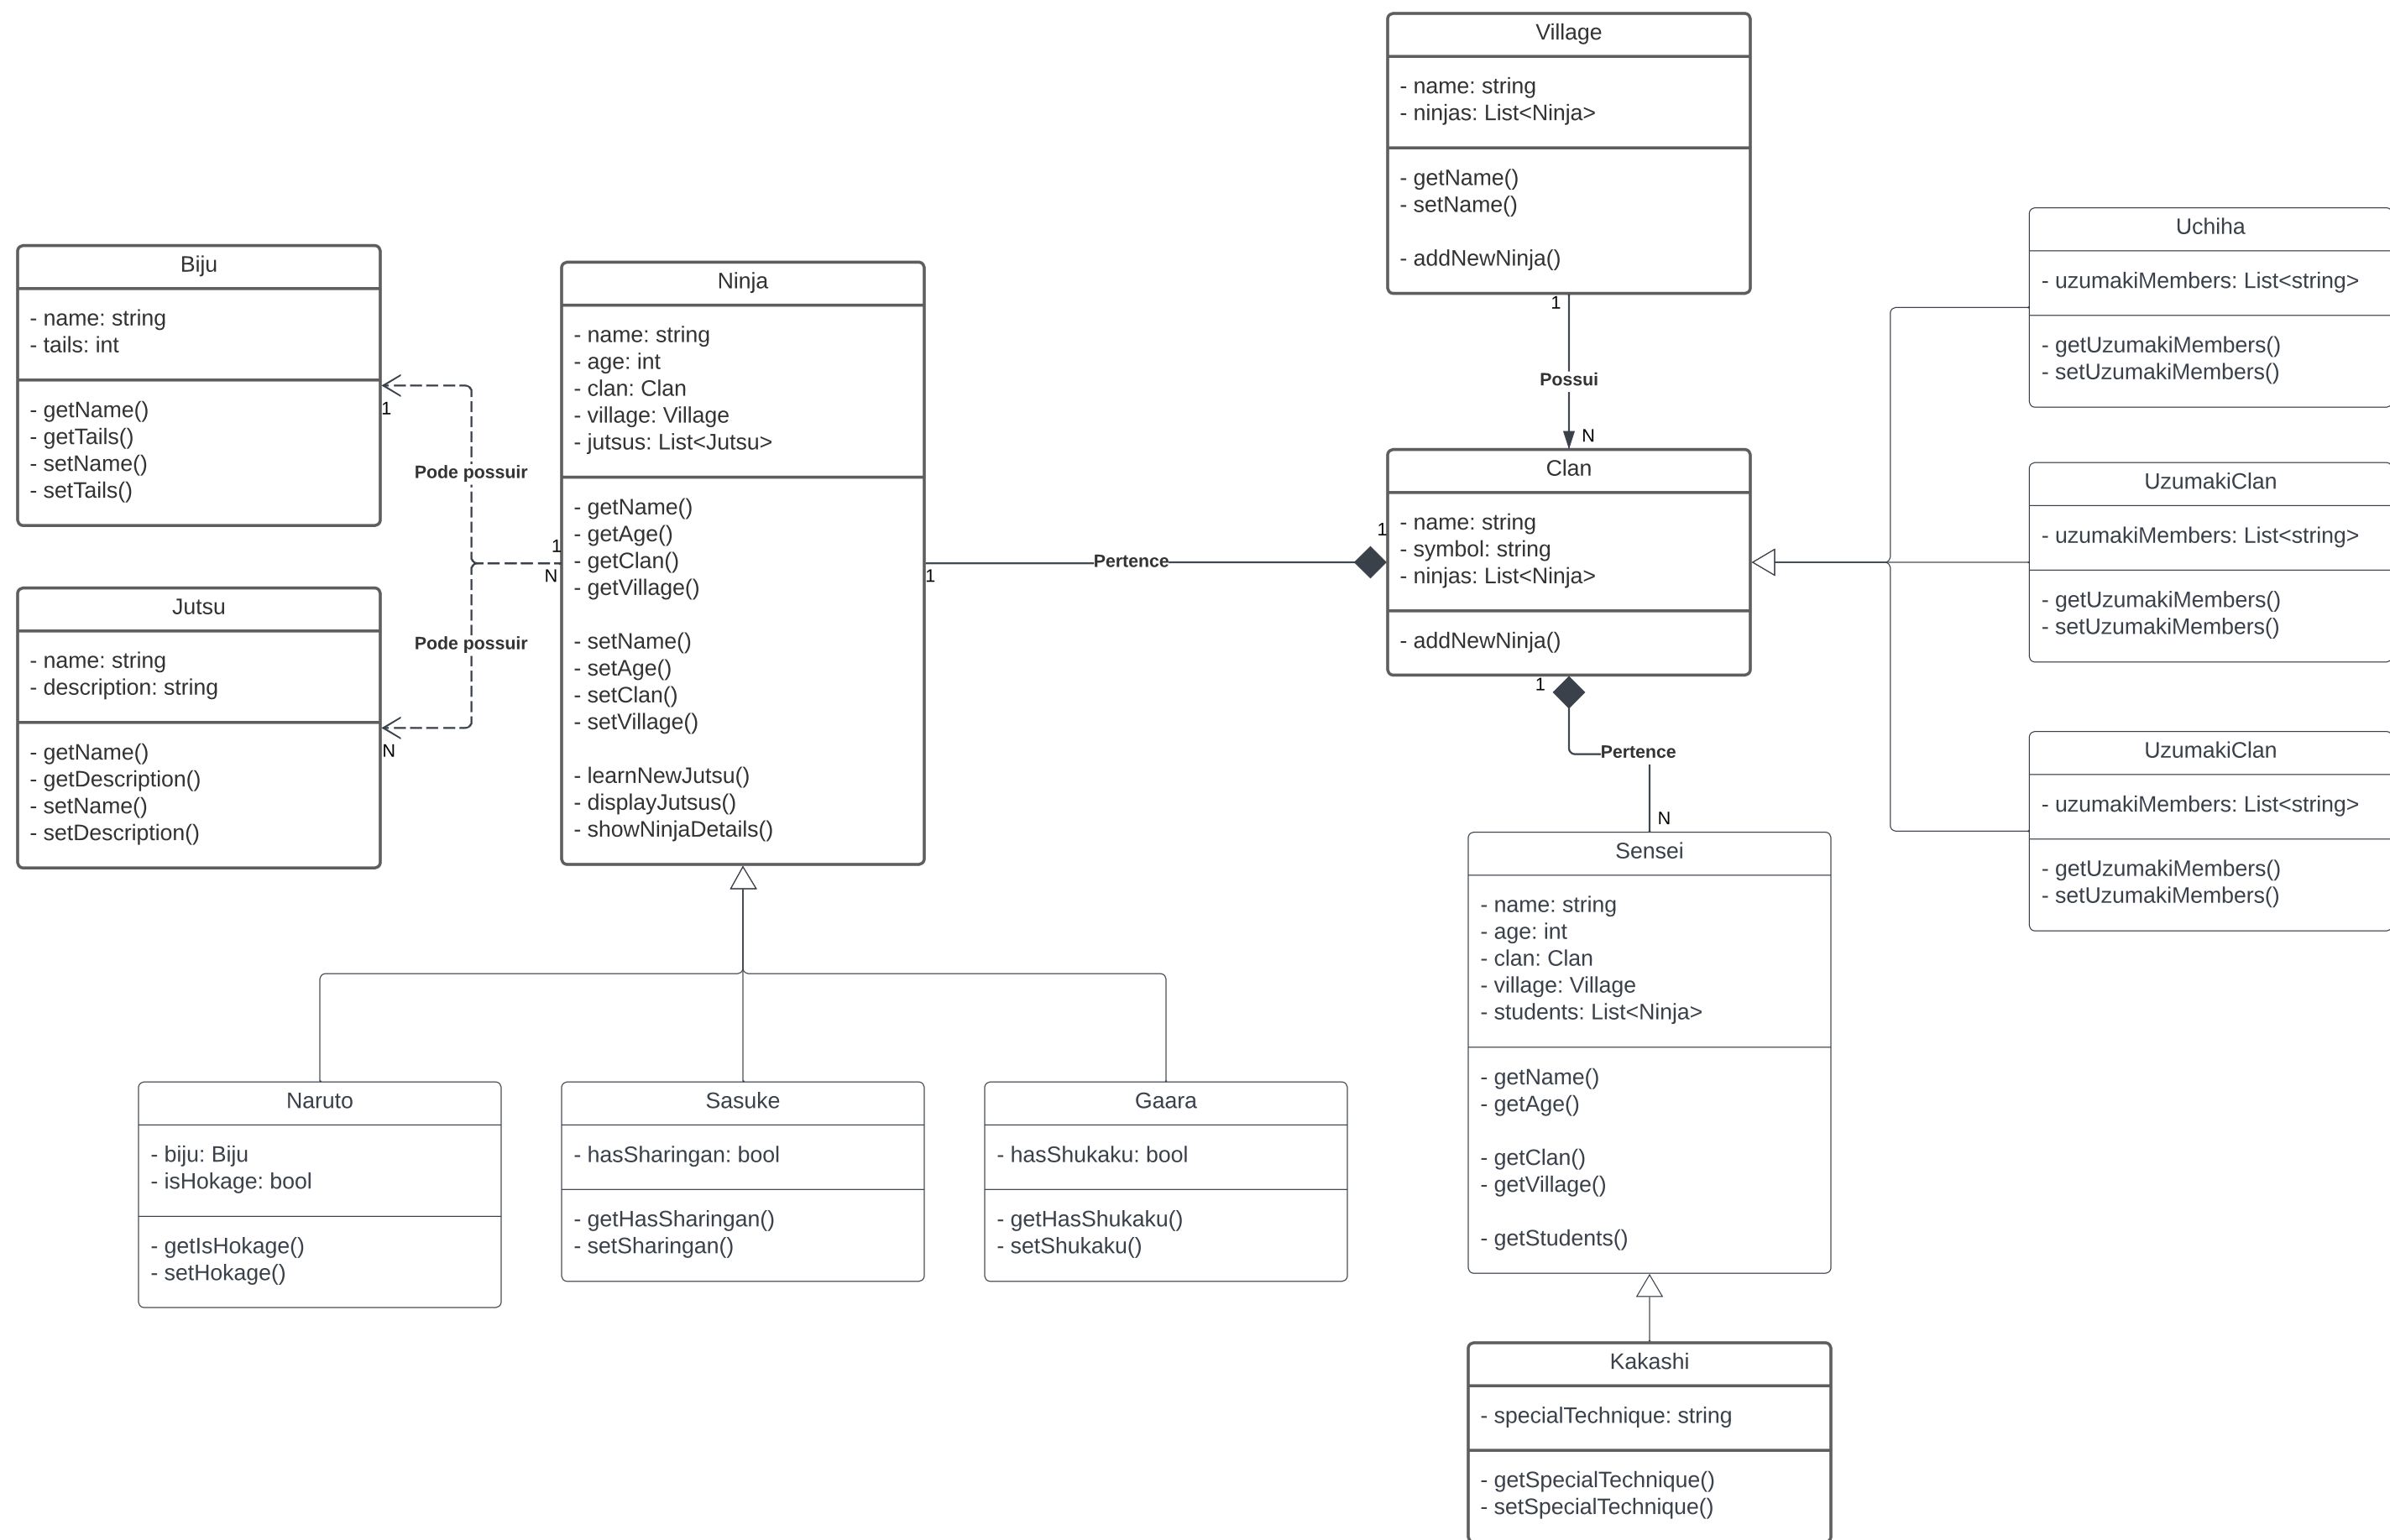 Village
- name: string
- ninjas: List<Ninja>
- getName()
- setName()
- addNewNinja()
1
Possui
N
Biju
- name: string
- tails: int
- getName()
- getTails()
- setName()
- setTails()
1
Pode possuir
Jutsu
- name: string
- description: string
- getName()
- getDescription()
- setName()
- setDescription()
N
Pode possuir
1
N
Ninja
- name: string
- age: int
- clan: Clan
- village: Village
- jutsus: List<Jutsu>
- getName()
- getAge()
- getClan()
- getVillage()
- setName()
- setAge()
- setClan()
- setVillage()
- learnNewJutsu()
- displayJutsus()
- showNinjaDetails()
1
Pertence
1
Clan
- name: string
- symbol: string
- ninjas: List<Ninja>
- addNewNinja()
1
Pertence
N
Uchiha
- uzumakiMembers: List<string>
- getUzumakiMembers()
- setUzumakiMembers()
UzumakiClan
- uzumakiMembers: List<string>
- getUzumakiMembers()
- setUzumakiMembers()
UzumakiClan
- uzumakiMembers: List<string>
- getUzumakiMembers()
- setUzumakiMembers()
Sensei
- name: string
- age: int
- clan: Clan
- village: Village
- students: List<Ninja>
- getName()
- getAge()
- getClan()
- getVillage()
- getStudents()
Naruto
- biju: Biju
- isHokage: bool
- getIsHokage()
- setHokage()
Sasuke
- hasSharingan: bool
- getHasSharingan()
- setSharingan()
Gaara
- hasShukaku: bool
- getHasShukaku()
- setShukaku()
Kakashi
- specialTechnique: string
- getSpecialTechnique()
- setSpecialTechnique()